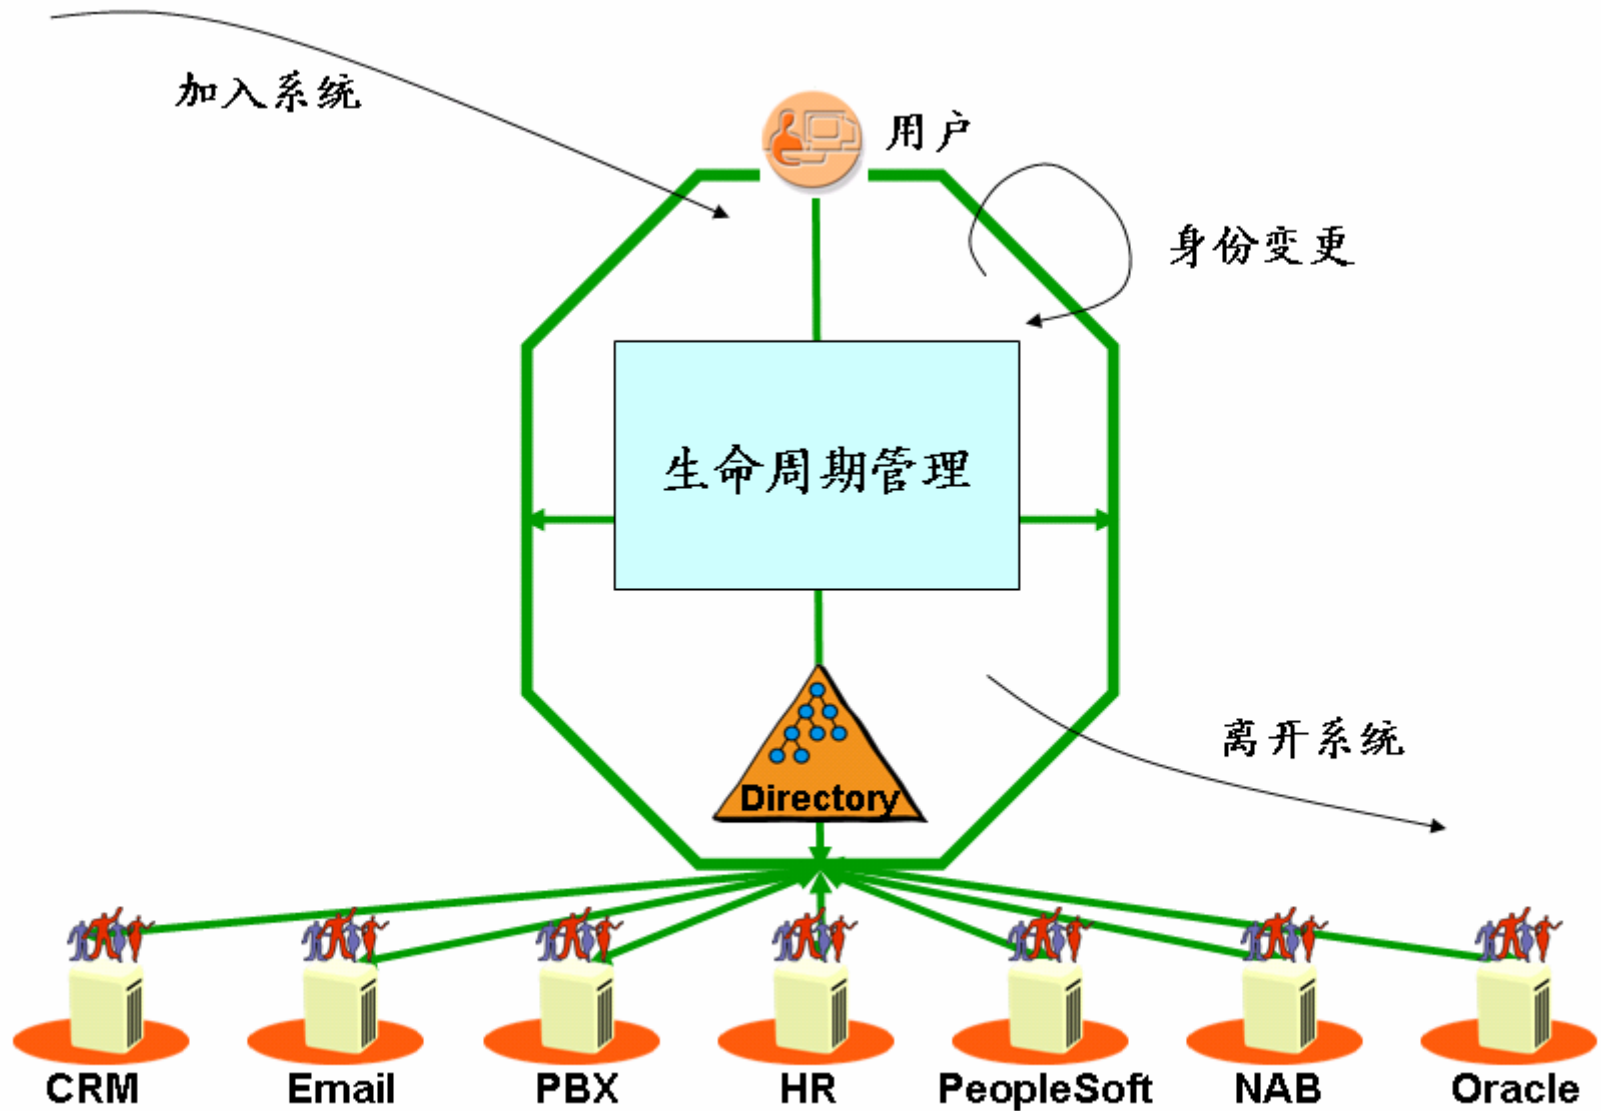 加入系统
用户
身份变更
生命周期管理
离开系统
Directory
CRM
Email
PBX
HR
PeopleSoft
NAB
Oracle